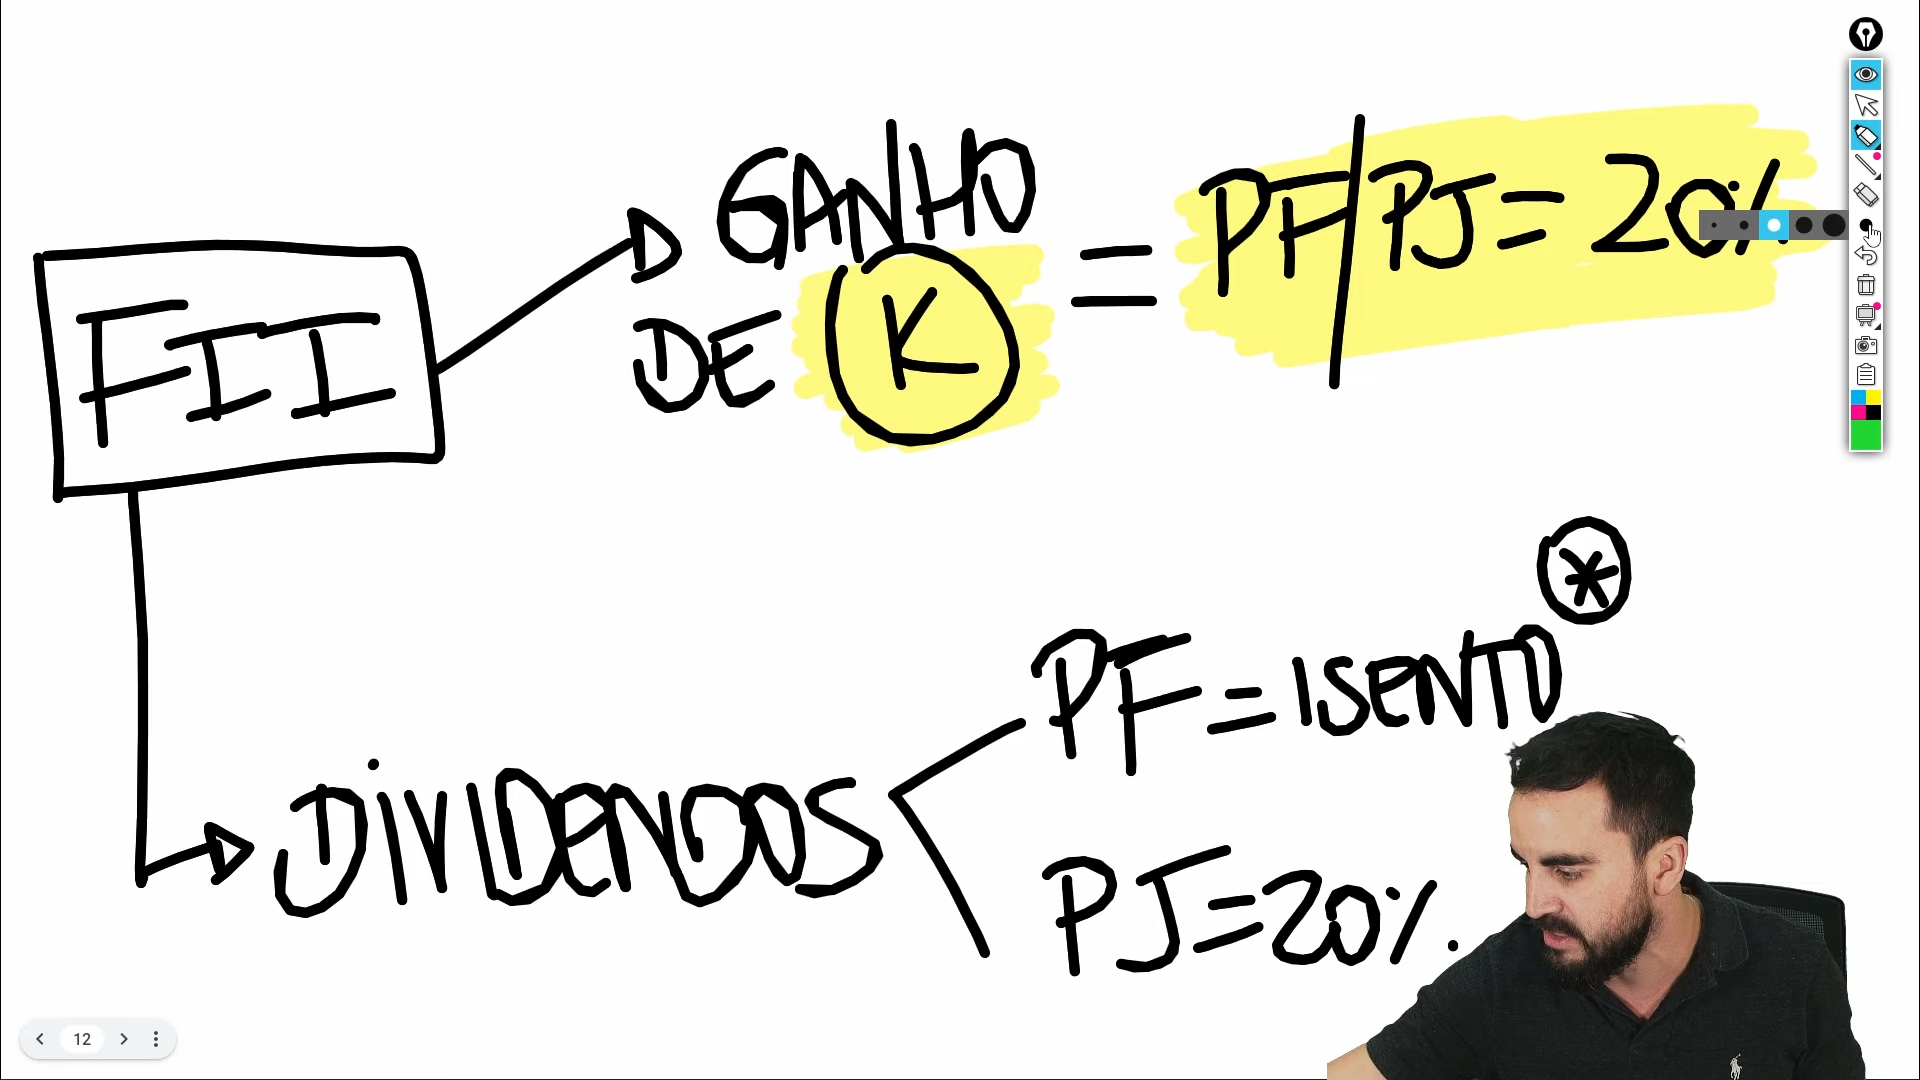 FII
GANHO
DE K = PF/PJ = 20%
*
PF = ISENTO
DIVIDENDOS
PJ = 20%.
12